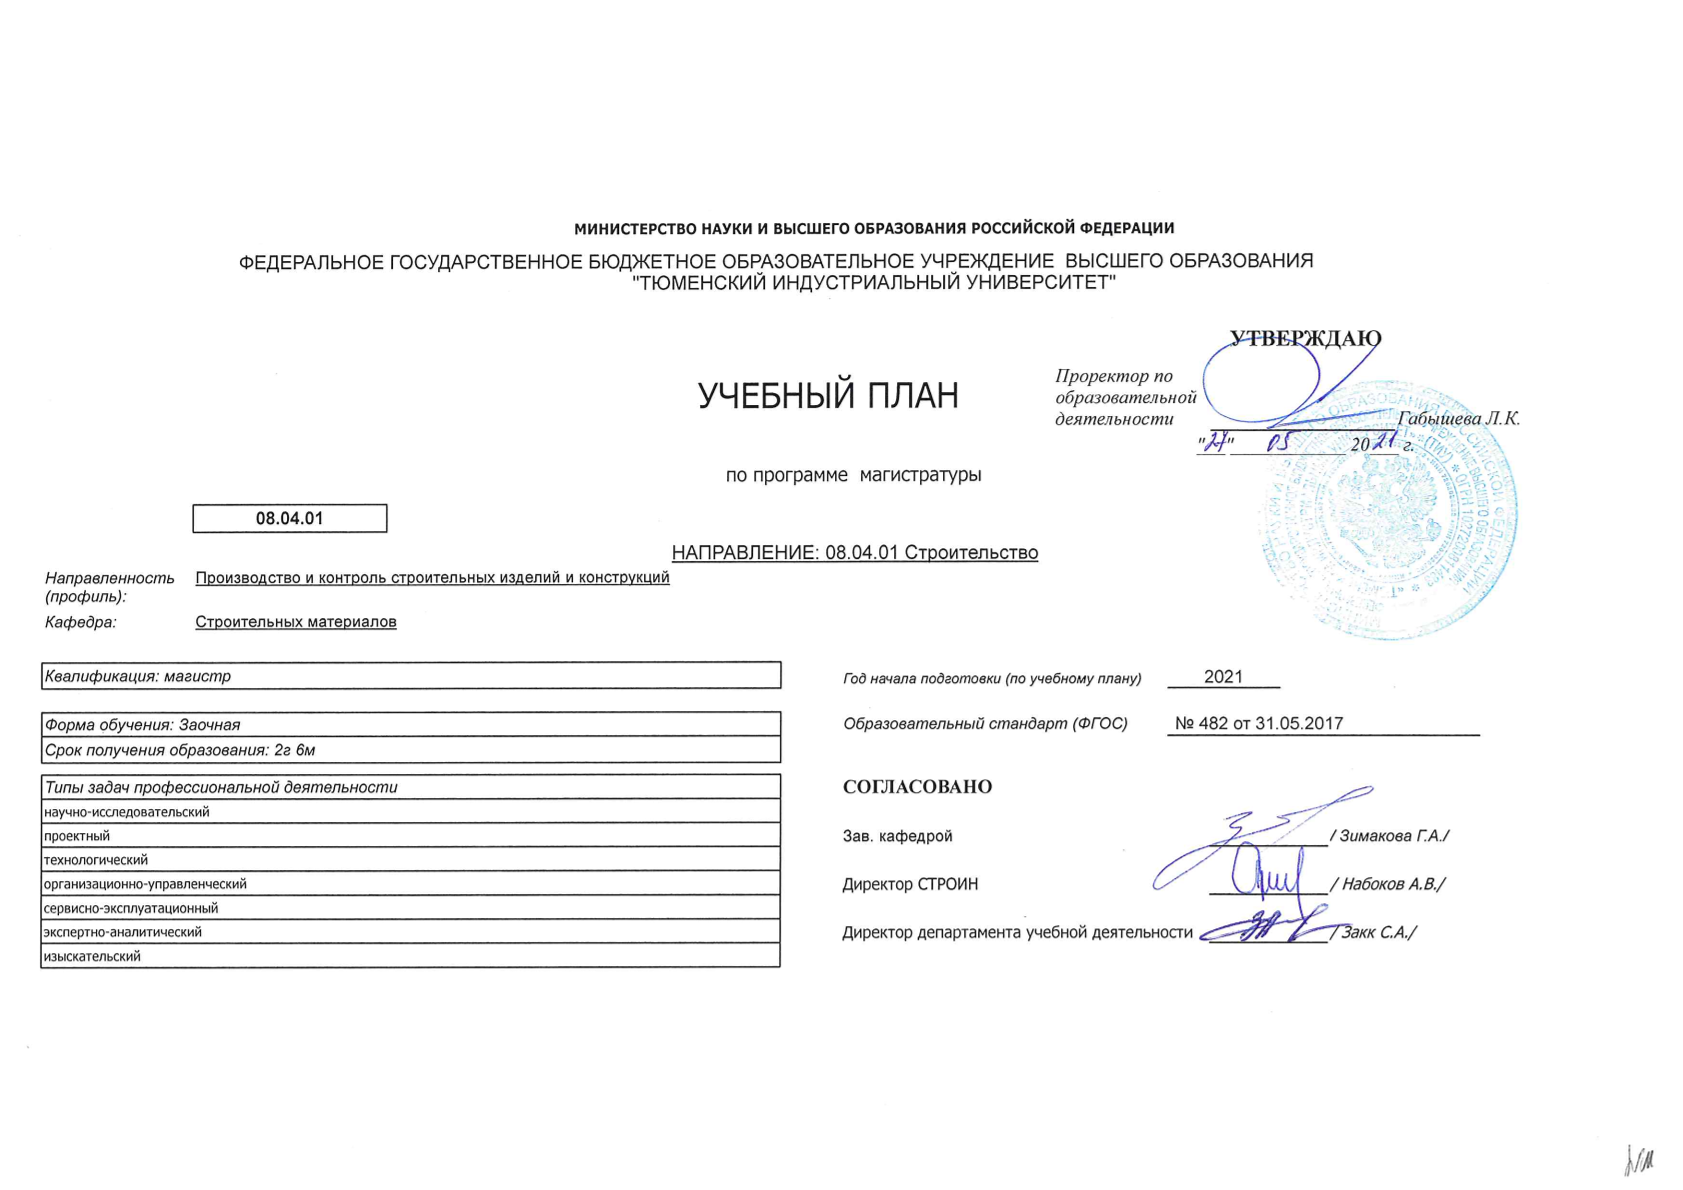 МИНИСТЕРСТВО НАУКИ И ВЫСШЕГО ОБРАЗОВАНИЯ РОССИЙСКОЙ ФЕДЕРАЦИИ
ФЕДЕРАЛЬНОЕ ГОСУДАРСТВЕННОЕ БЮДЖЕТНОЕ ОБРАЗОВАТЕЛЬНОЕ УЧРЕЖДЕНИЕ ВЫСШЕГО ОБРАЗОВАНИЯ
"ТЮМЕНСКИЙ ИНДУСТРИАЛЬНЫЙ УНИВЕРСИТЕТ"
УТВЕРЖДАЮ
Проректор по
образовательной
деятельности Габышева Л.К.
"27" 05 2021 г.
УЧЕБНЫЙ ПЛАН
по программе магистратуры
08.04.01
НАПРАВЛЕНИЕ: 08.04.01 Строительство
Направленность Производство и контроль строительных изделий и конструкций
(профиль):
Кафедра: Строительных материалов
Квалификация: магистр
Форма обучения: Заочная
Срок получения образования: 2г 6м
Типы задач профессиональной деятельности
научно-исследовательский
проектный
технологический
организационно-управленческий
сервисно-эксплуатационный
экспертно-аналитический
изыскательский
Год начала подготовки (по учебному плану) 2021
Образовательный стандарт (ФГОС) № 482 от 31.05.2017
СОГЛАСОВАНО
Зав. кафедрой / Зимакова Г.А./
Директор СТРОИН / Набоков А.В./
Директор департамента учебной деятельности / Закк С.А./